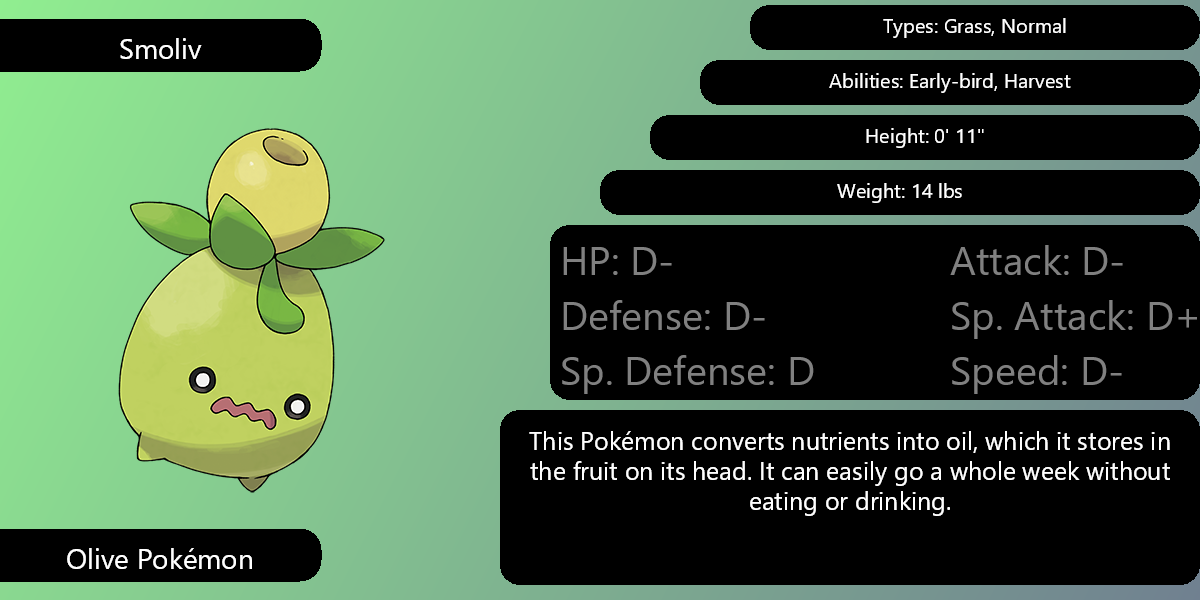 Smoliv
Types: Grass, Normal
Abilities: Early-bird, Harvest
Height: 0' 11"
Weight: 14 lbs
HP: D-
Attack: D-
Defense: D-
Sp. Attack: D+
Sp. Defense: D
Speed: D-
This Pokémon converts nutrients into oil, which it stores in
the fruit on its head. It can easily go a whole week without
eating or drinking.
Olive Pokémon